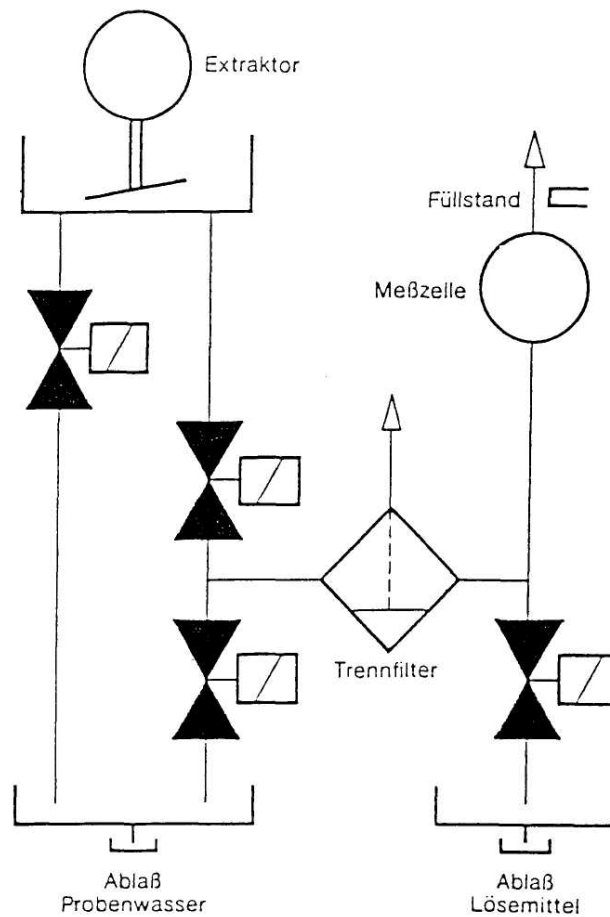 Extraktor
Füllstand
Meßzelle
Trennfilter
Ablaß
Probenwasser
Ablaß
Lösemittel